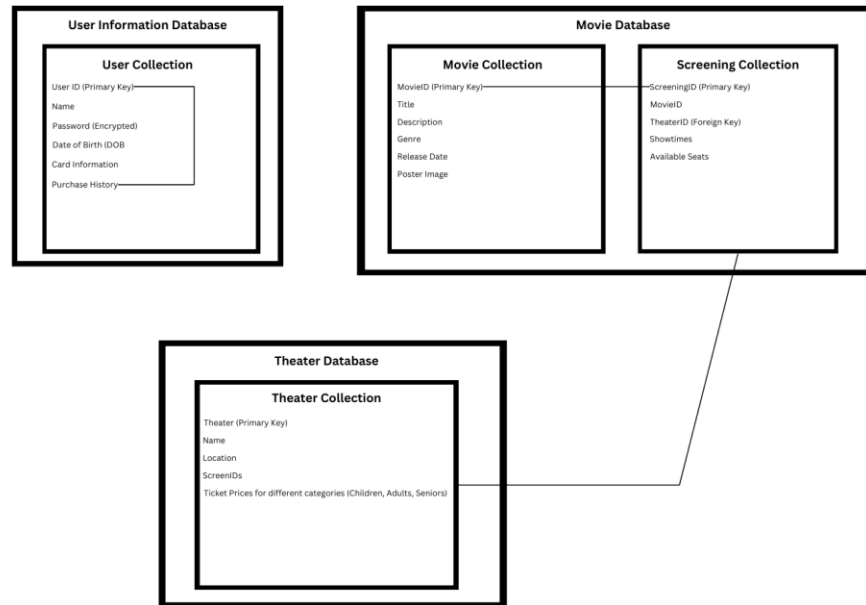 User Information Database
User Collection
User ID (Primary Key)
Name
Password (Encrypted)
Date of Birth (DOB
Card Information
Purchase History
Movie Database
Movie Collection
MovieID (Primary Key)
Title
Description
Genre
Release Date
Poster Image
Screening Collection
ScreeningID (Primary Key)
MovieID
TheaterID (Foreign Key)
Showtimes
Available Seats
Theater Database
Theater Collection
Theater (Primary Key)
Name
Location
ScreenIDs
Ticket Prices for different categories (Children, Adults, Seniors)